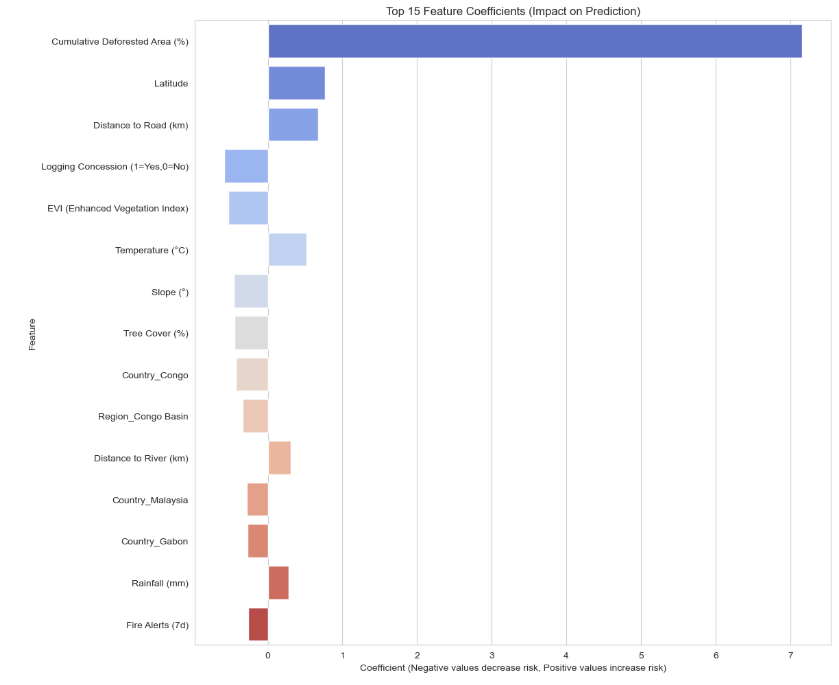 Top 15 Feature Coefficients (Impact on Prediction)
Cumulative Deforested Area (%)
Latitude
Distance to Road (km)
Logging Concession (1=Yes,0=No)
EVI (Enhanced Vegetation Index)
Temperature (°C)
Slope (°)
Tree Cover (%)
Country_Congo
Region_Congo Basin
Distance to River (km)
Country_Malaysia
Country_Gabon
Rainfall (mm)
Fire Alerts (7d)
Feature
0 1 2 3 4 5 6 7
Coefficient (Negative values decrease risk, Positive values increase risk)